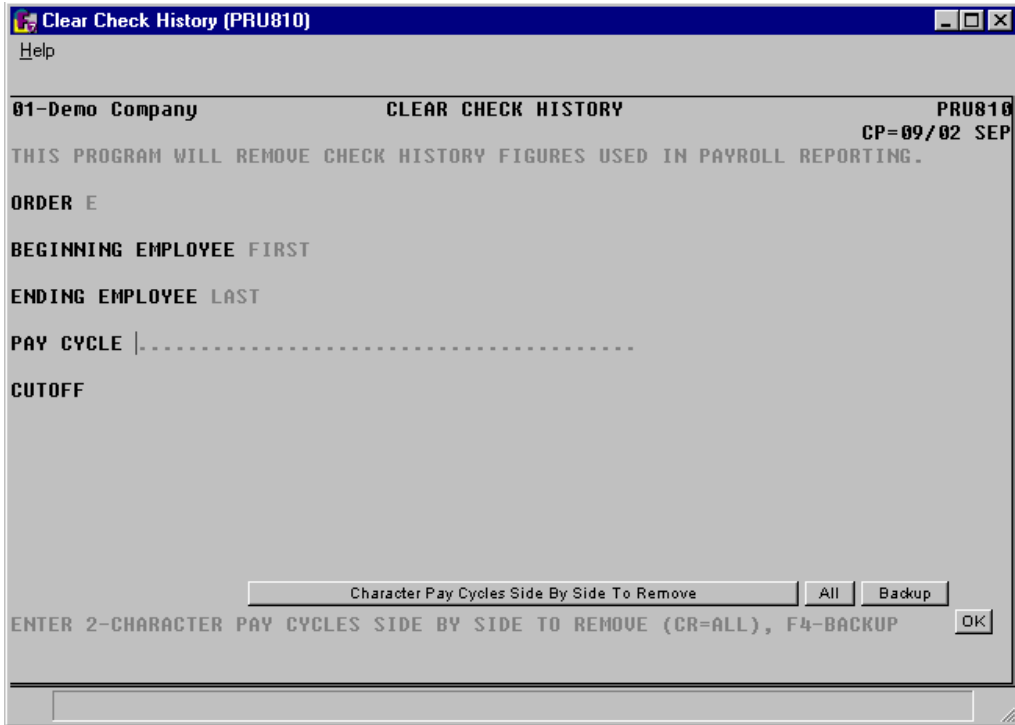 Clear Check History (PRU810)
Help
01-Demo Company CLEAR CHECK HISTORY PRU810
CP=09/02 SEP
THIS PROGRAM WILL REMOVE CHECK HISTORY FIGURES USED IN PAYROLL REPORTING.
ORDER E
BEGINNING EMPLOYEE FIRST
ENDING EMPLOYEE LAST
PAY CYCLE ........................................
CUTOFF
Character Pay Cycles Side By Side To Remove All Backup
ENTER 2-CHARACTER PAY CYCLES SIDE BY SIDE TO REMOVE (CR=ALL), F4-BACKUP OK